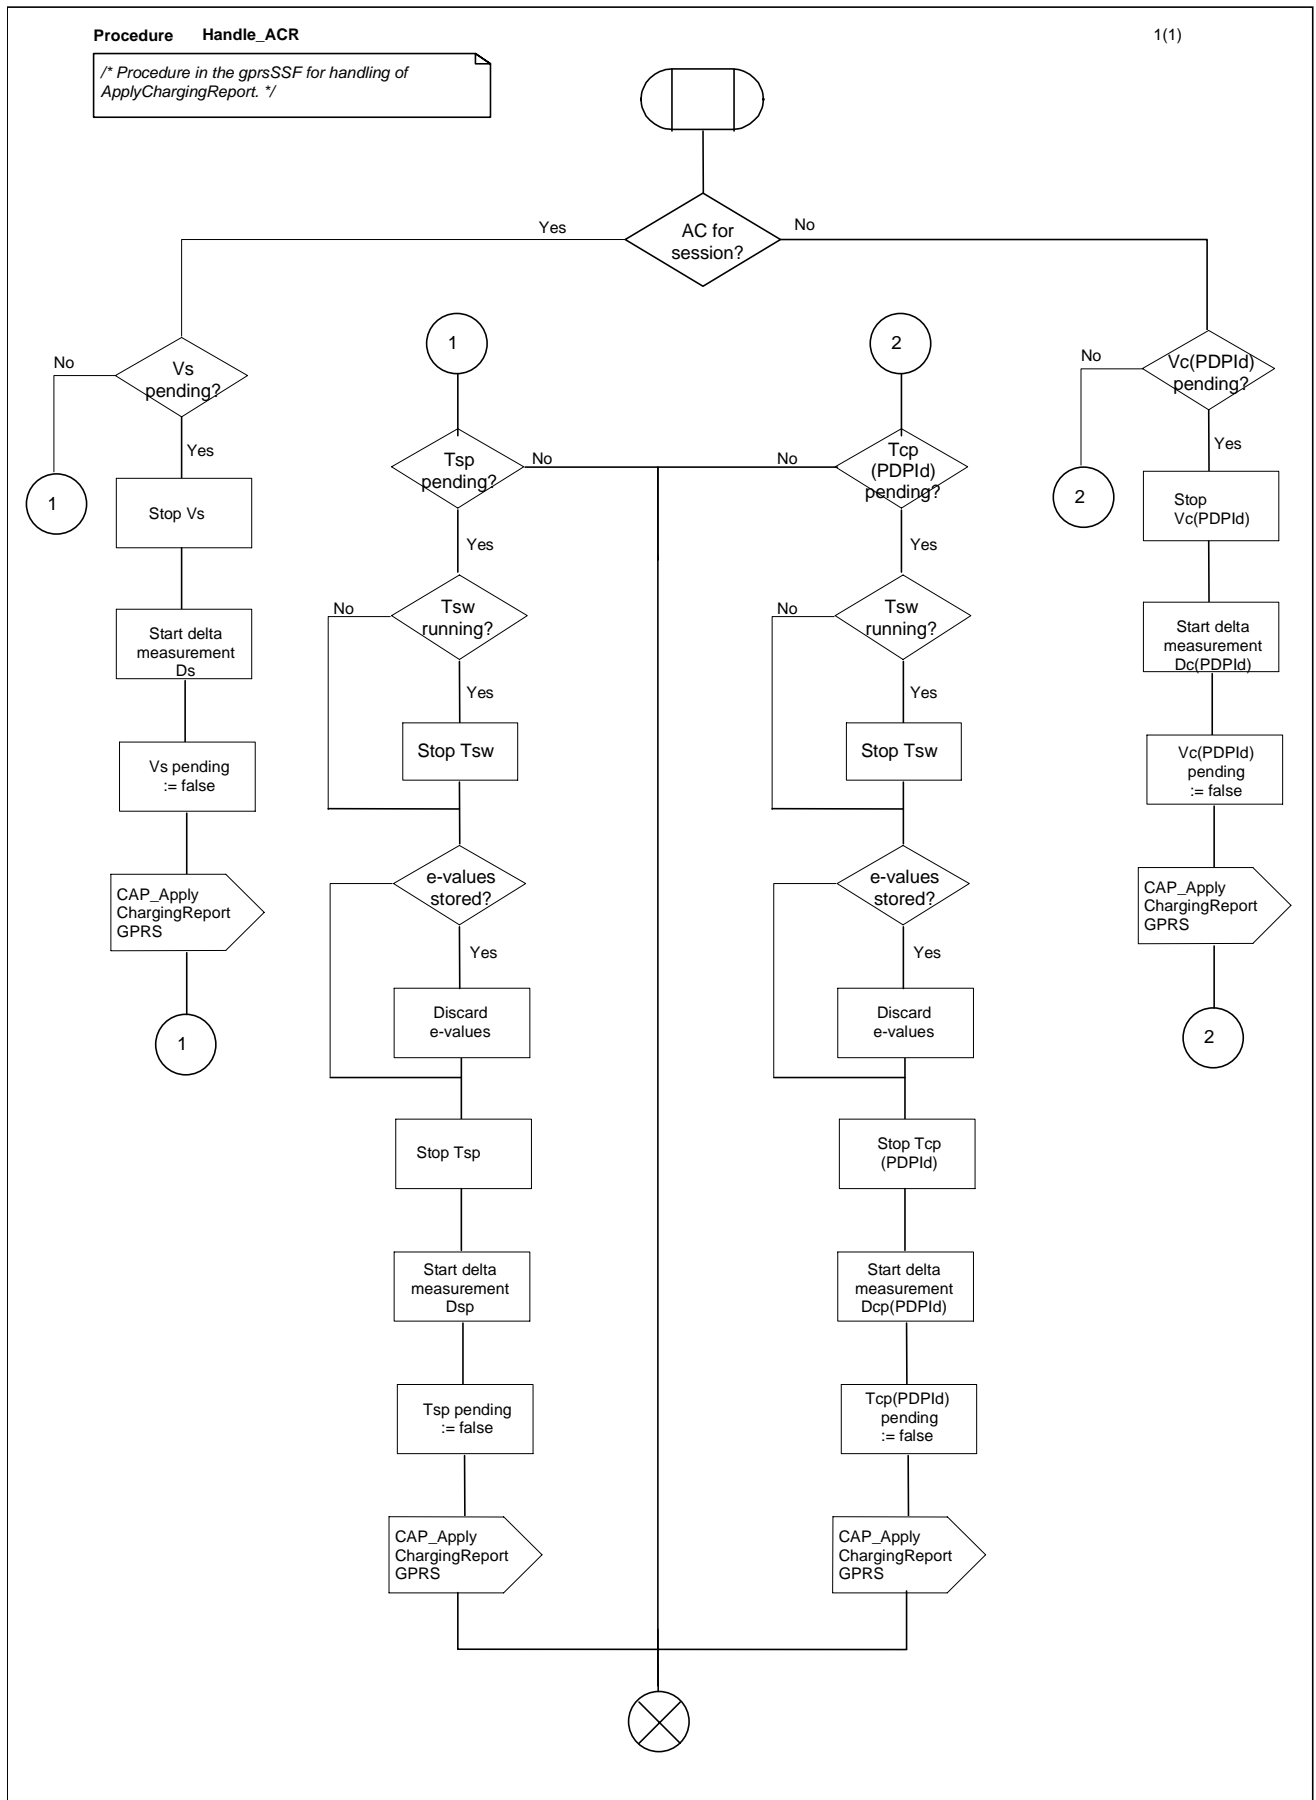 Procedure Handle_ACR
1(1)
/* Procedure in the gprsSSF for handling of
ApplyChargingReport. */
AC for
session?
Yes
No
Vs
pending?
No
Yes
1
Stop Vs
Start delta
measurement
Ds
Vs pending
:= false
CAP_Apply
ChargingReport
GPRS
1
1
Tsp
pending?
No
Yes
Tsw
running?
No
Yes
Stop Tsw
e-values
stored?
Yes
Discard
e-values
Stop Tsp
Start delta
measurement
Dsp
Tsp pending
:= false
CAP_Apply
ChargingReport
GPRS
2
Tcp
(PDPId)
pending?
No
Yes
Tsw
running?
No
Yes
Stop Tsw
e-values
stored?
Yes
Discard
e-values
Stop Tcp
(PDPId)
Start delta
measurement
Dcp(PDPId)
Tcp(PDPId)
pending
:= false
CAP_Apply
ChargingReport
GPRS
Vc(PDPId)
pending?
No
Yes
2
Stop
Vc(PDPId)
Start delta
measurement
Dc(PDPId)
Vc(PDPId)
pending
:= false
CAP_Apply
ChargingReport
GPRS
2